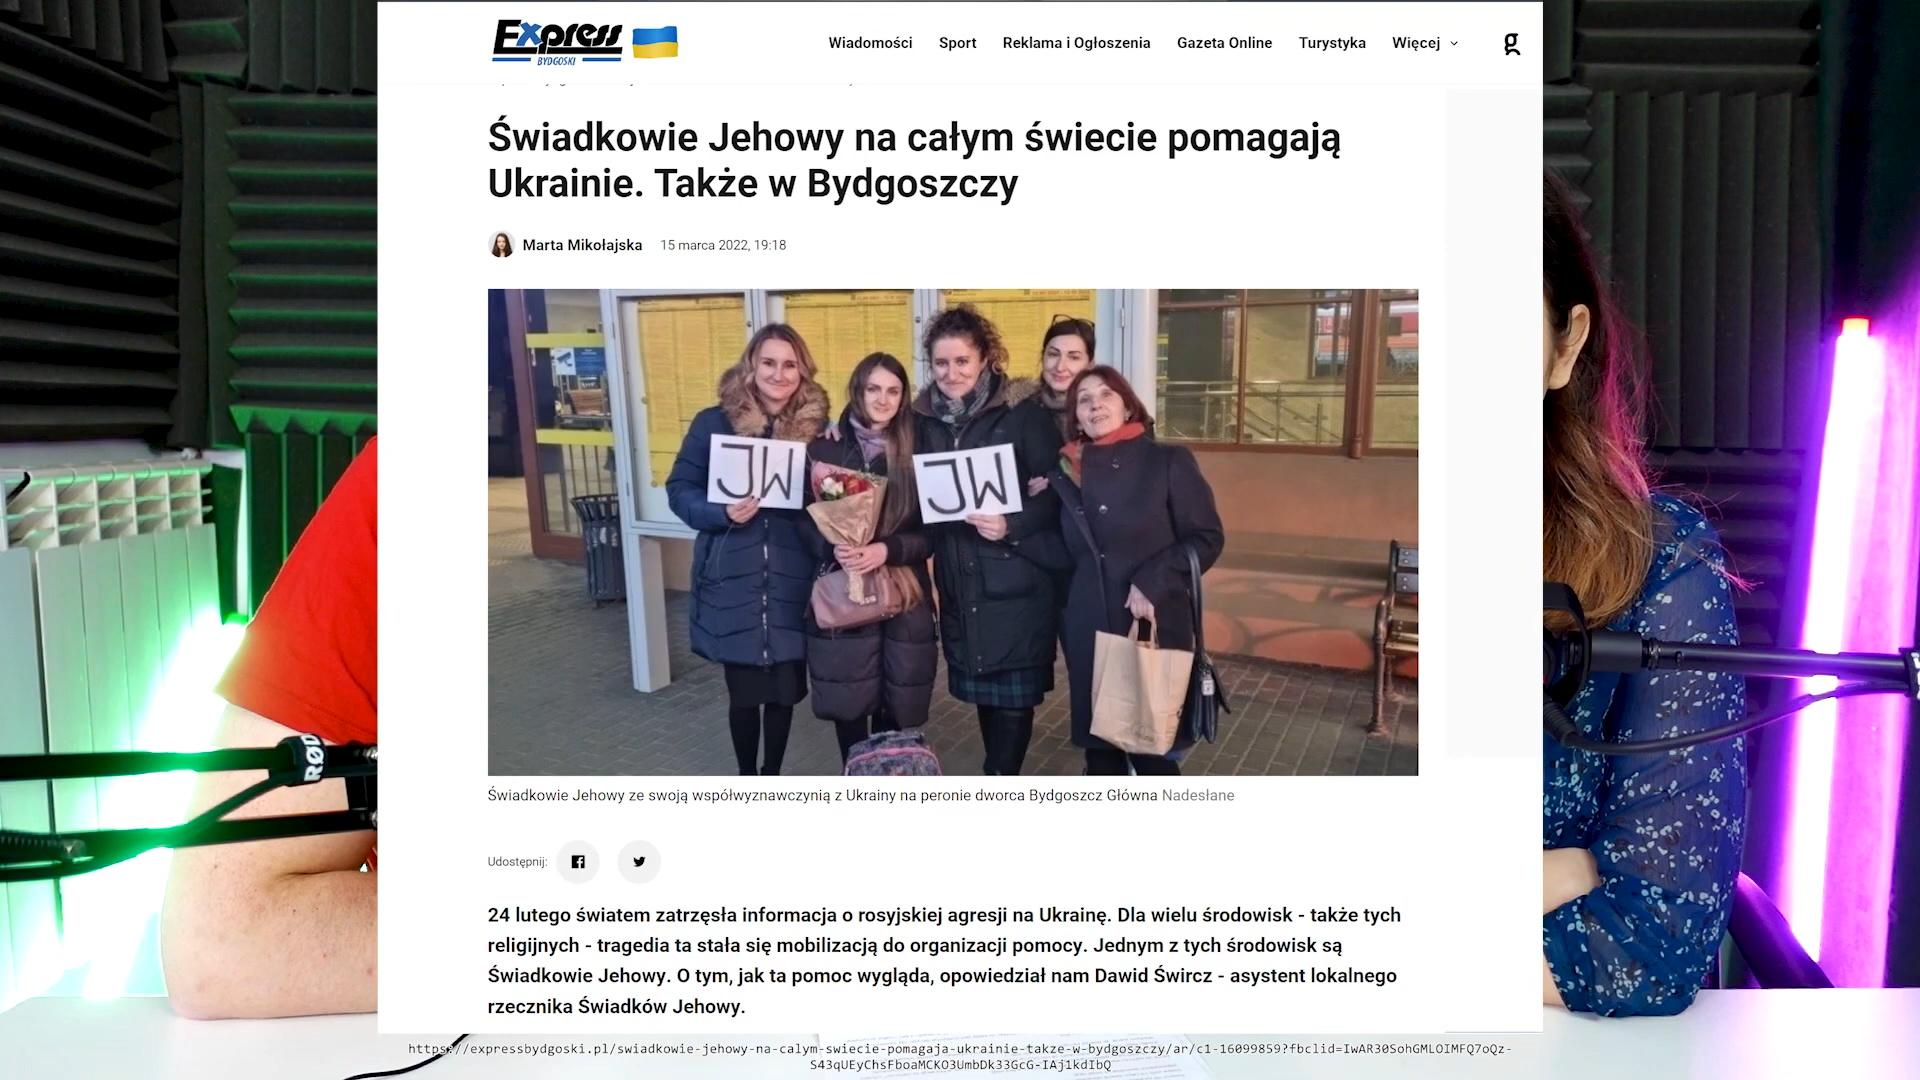 Express
BYDGOSKI
Wiadomości Sport Reklama i Ogłoszenia Gazeta Online Turystyka Więcej
g
Świadkowie Jehowy na całym świecie pomagają
Ukrainie. Także w Bydgoszczy
Marta Mikołajska 15 marca 2022, 19:18
JW
JW
Świadkowie Jehowy ze swoją współwyznawczynią z Ukrainy na peronie dworca Bydgoszcz Główna Nadesłane
Udostępnij:
24 lutego światem zatrzęsła informacja o rosyjskiej agresji na Ukrainę. Dla wielu środowisk - także tych
religijnych - tragedia ta stała się mobilizacją do organizacji pomocy. Jednym z tych środowisk są
Świadkowie Jehowy. O tym, jak ta pomoc wygląda, opowiedział nam Dawid Śwircz - asystent lokalnego
rzecznika Świadków Jehowy.
RØD
https://expressbydgoski.pl/swiadkowie-jehowy-na-calym-swiecie-pomagaja-ukrainie-takze-w-bydgoszczy/ar/c1-16099859?fbclid=IwAR30SohGMLOIMFQ7oQz-
S43qUEyChsFboaMCKO3UmbDk33GcG-IAj1kdIbQ